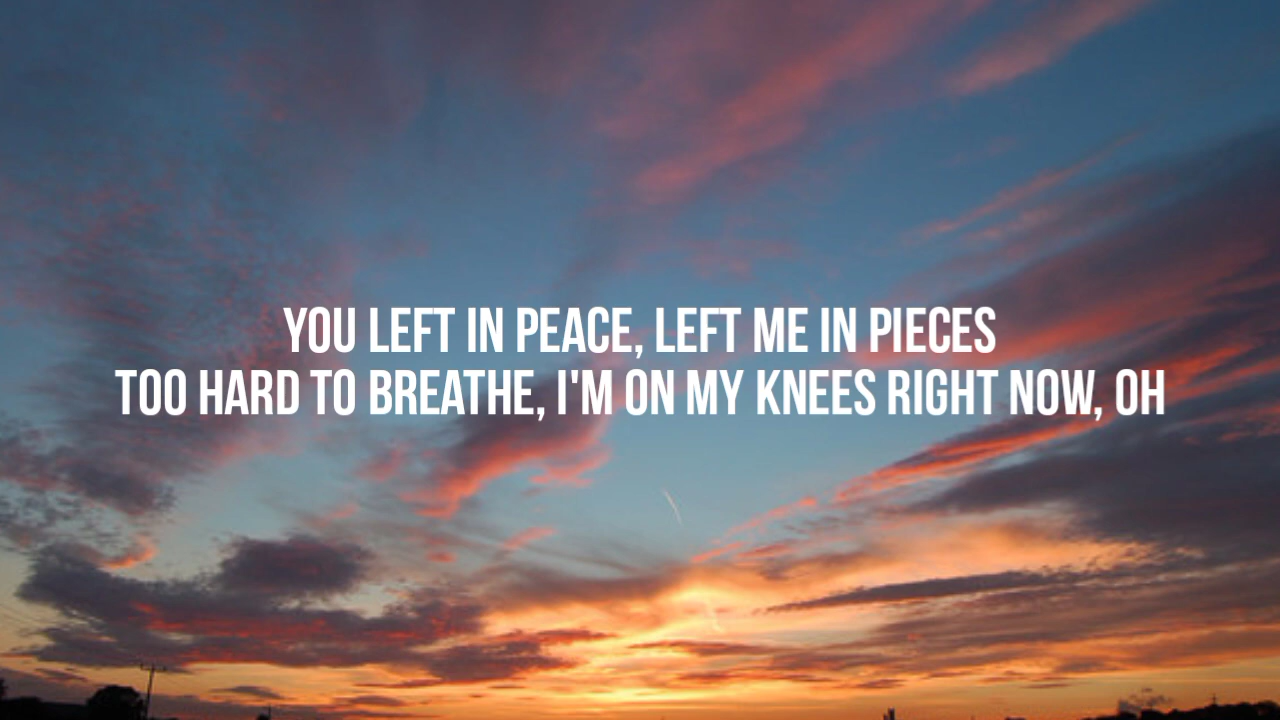 YOU LEFT IN PEACE, LEFT ME IN PIECES
TOO HARD TO BREATHE, I'M ON MY KNEES RIGHT NOW, OH